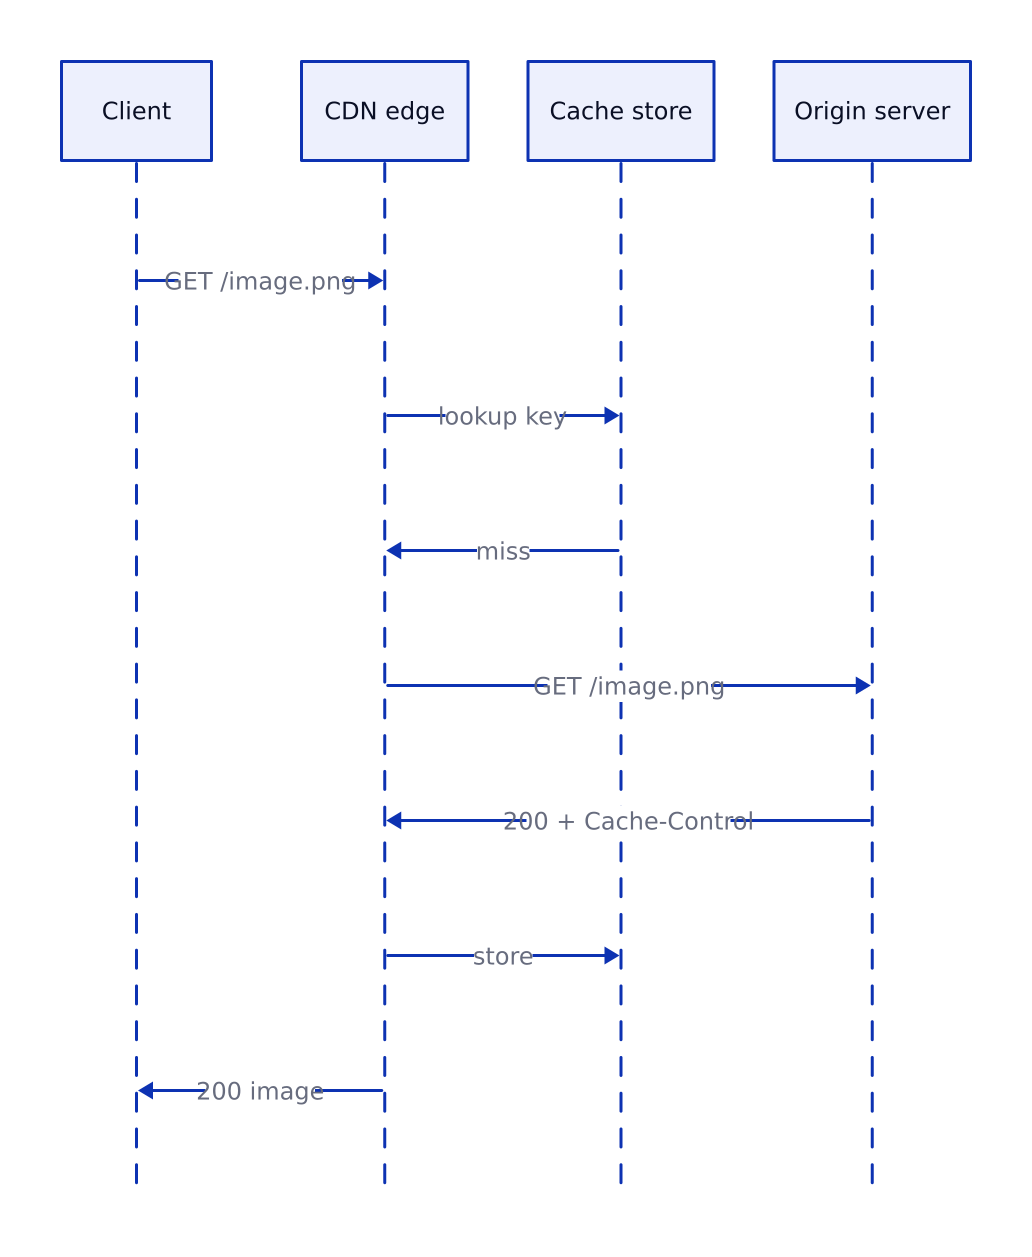 Client
CDN edge
Cache store
Origin server
GET /image.png
lookup key
miss
GET /image.png
200 + Cache-Control
store
200 image